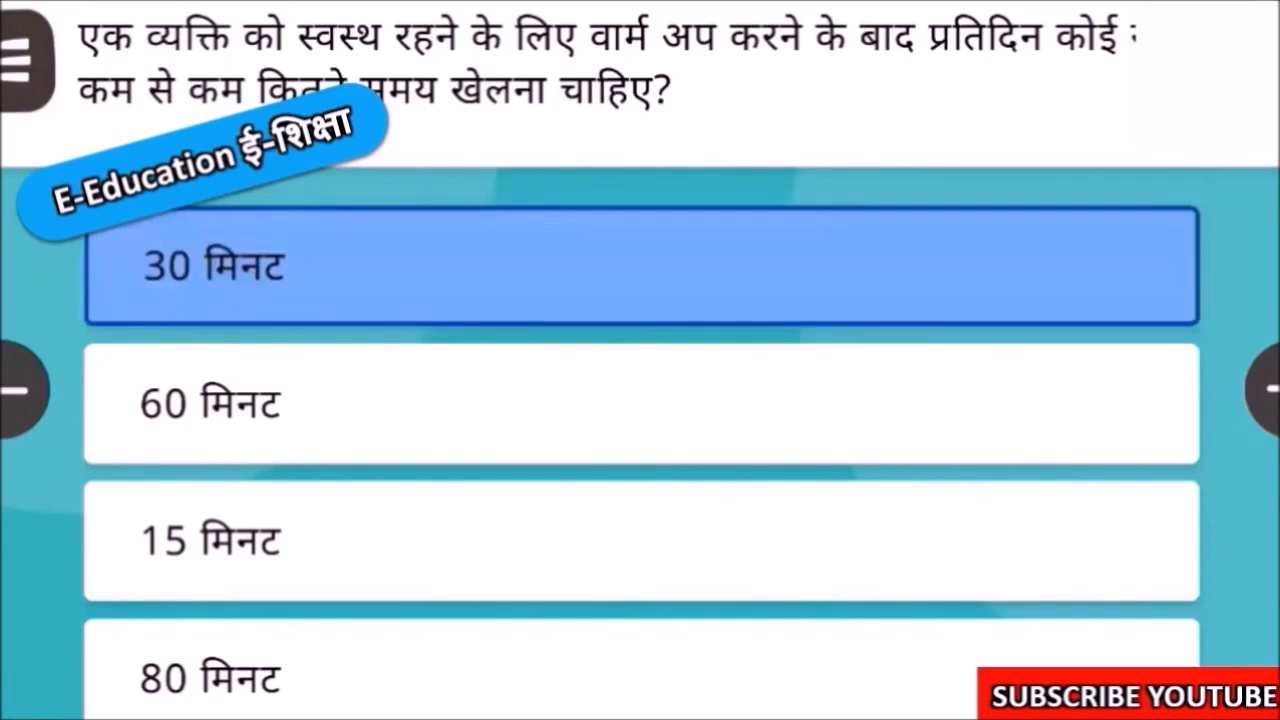 एक व्यक्ति को स्वस्थ रहने के लिए वार्म अप करने के बाद प्रतिदिन कोई
कम से कम समय खेलना चाहिए?
E-Education ई-शिक्षा
30 मिनट
60 मिनट
15 मिनट
80 मिनट
SUBSCRIBE YOUTUBE